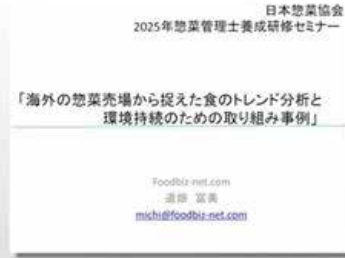 日本惣菜協会
2025年惣菜管理士養成研修セミナー
「海外の惣菜売場から捉えた食のトレンド分析と
環境持続のための取り組み事例」
Foodbiz-net.com
道畑 富美
michi@foodbiz-net.com